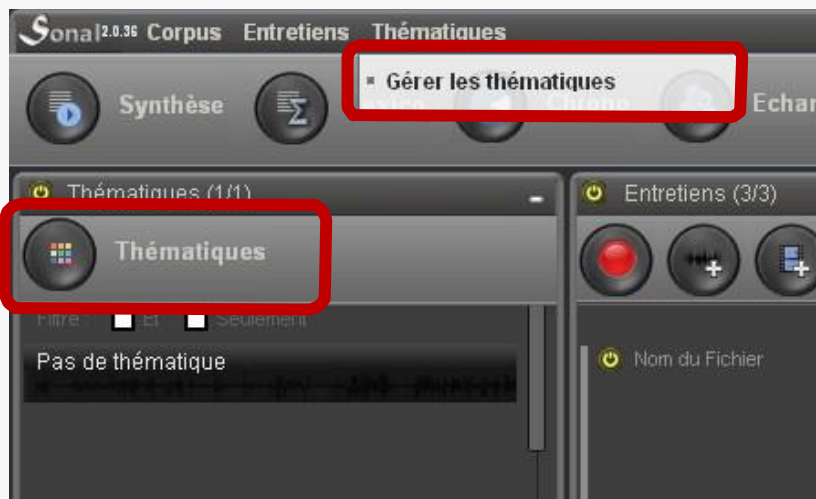 Sonal 2.0.36 Corpus Entretiens Thématiques
Gérer les thématiques
Synthèse
Echan
Thématiques (1/1)
Entretiens (3/3)
Thématiques
Filtre : Et Seulement
Pas de thématique
Nom du Fichier